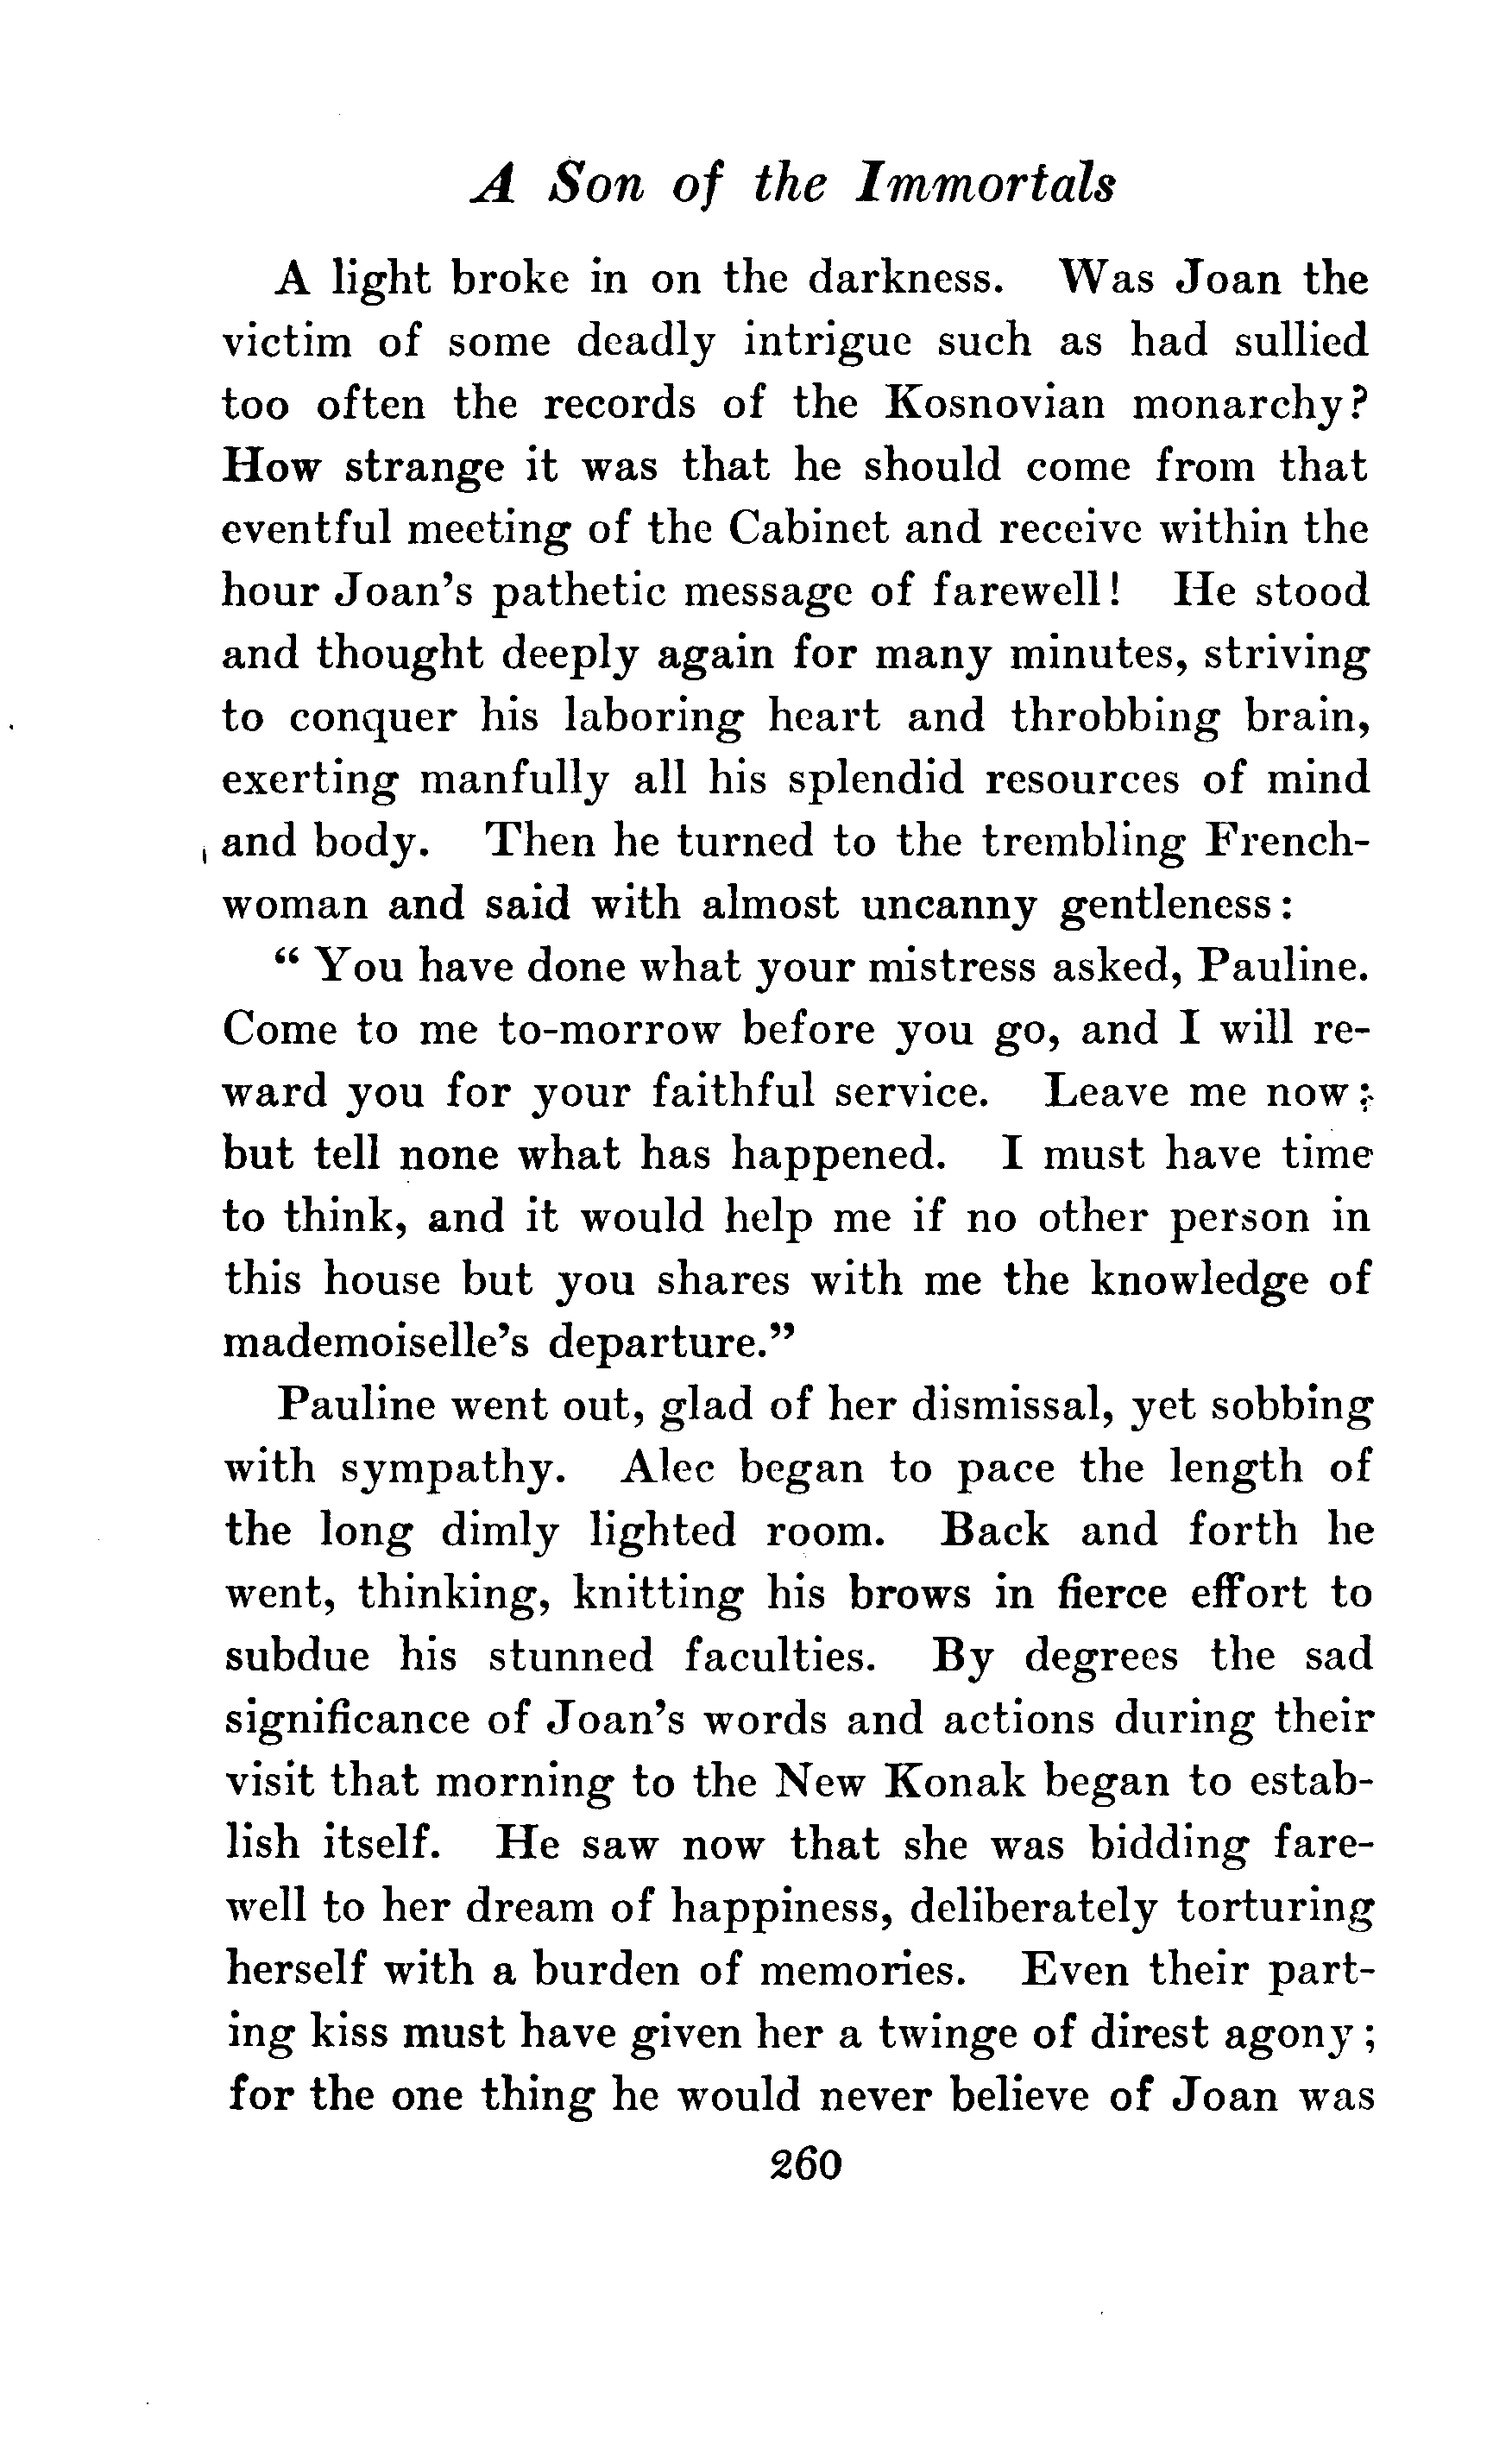 A Son of the Immortals
A light broke in on the darkness. Was Joan the
victim of some deadly intrigue such as had sullied
too often the records of the Kosnovian monarchy?
How strange it was that he should come from that
eventful meeting of the Cabinet and receive within the
hour Joan's pathetic message of farewell! He stood
and thought deeply again for many minutes, striving
to conquer his laboring heart and throbbing brain,
exerting manfully all his splendid resources of mind
and body. Then he turned to the trembling French-
woman and said with almost uncanny gentleness:
" You have done what your mistress asked, Pauline.
Come to me to-morrow before you go, and I will re-
ward you for your faithful service. Leave me now;
but tell none what has happened. I must have time
to think, and it would help me if no other person in
this house but you shares with me the knowledge of
mademoiselle's departure."
Pauline went out, glad of her dismissal, yet sobbing
with sympathy. Alec began to pace the length of
the long dimly lighted room. Back and forth he
went, thinking, knitting his brows in fierce effort to
subdue his stunned faculties. By degrees the sad
significance of Joan's words and actions during their
visit that morning to the New Konak began to estab-
lish itself. He saw now that she was bidding fare-
well to her dream of happiness, deliberately torturing
herself with a burden of memories. Even their part-
ing kiss must have given her a twinge of direst agony;
for the one thing he would never believe of Joan was
260